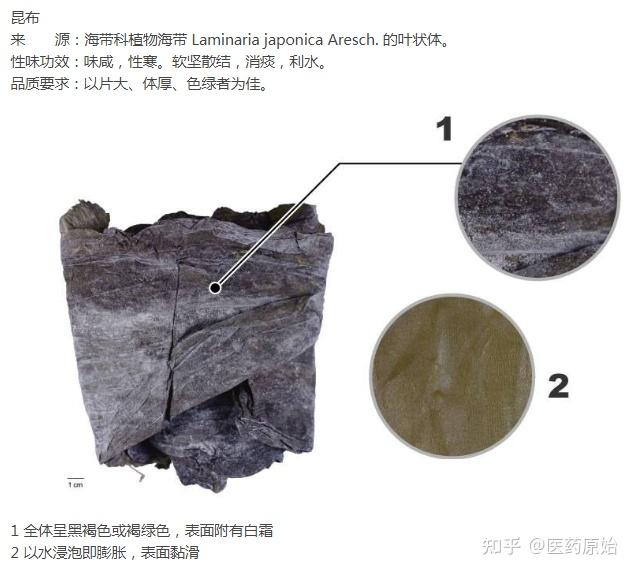 昆布
来　　源：海带科植物海带 Laminaria japonica Aresch. 的叶状体。
性味功效：味咸，性寒。软坚散结，消痰，利水。
品质要求：以片大、体厚、色绿者为佳。
1
2
1 cm
1 全体呈黑褐色或褐绿色，表面附有白霜
2 以水浸泡即膨胀，表面黏滑
知乎 @医药原始